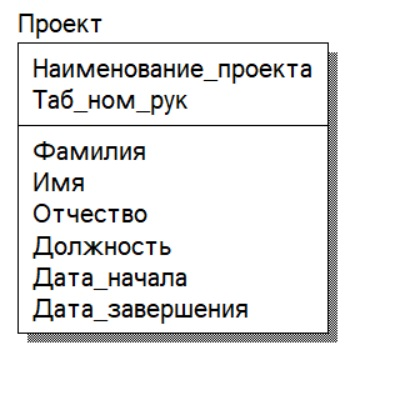 Проект
Наименование_проекта
Таб_ном_рук
Фамилия
Имя
Отчество
Должность
Дата_начала
Дата_завершения